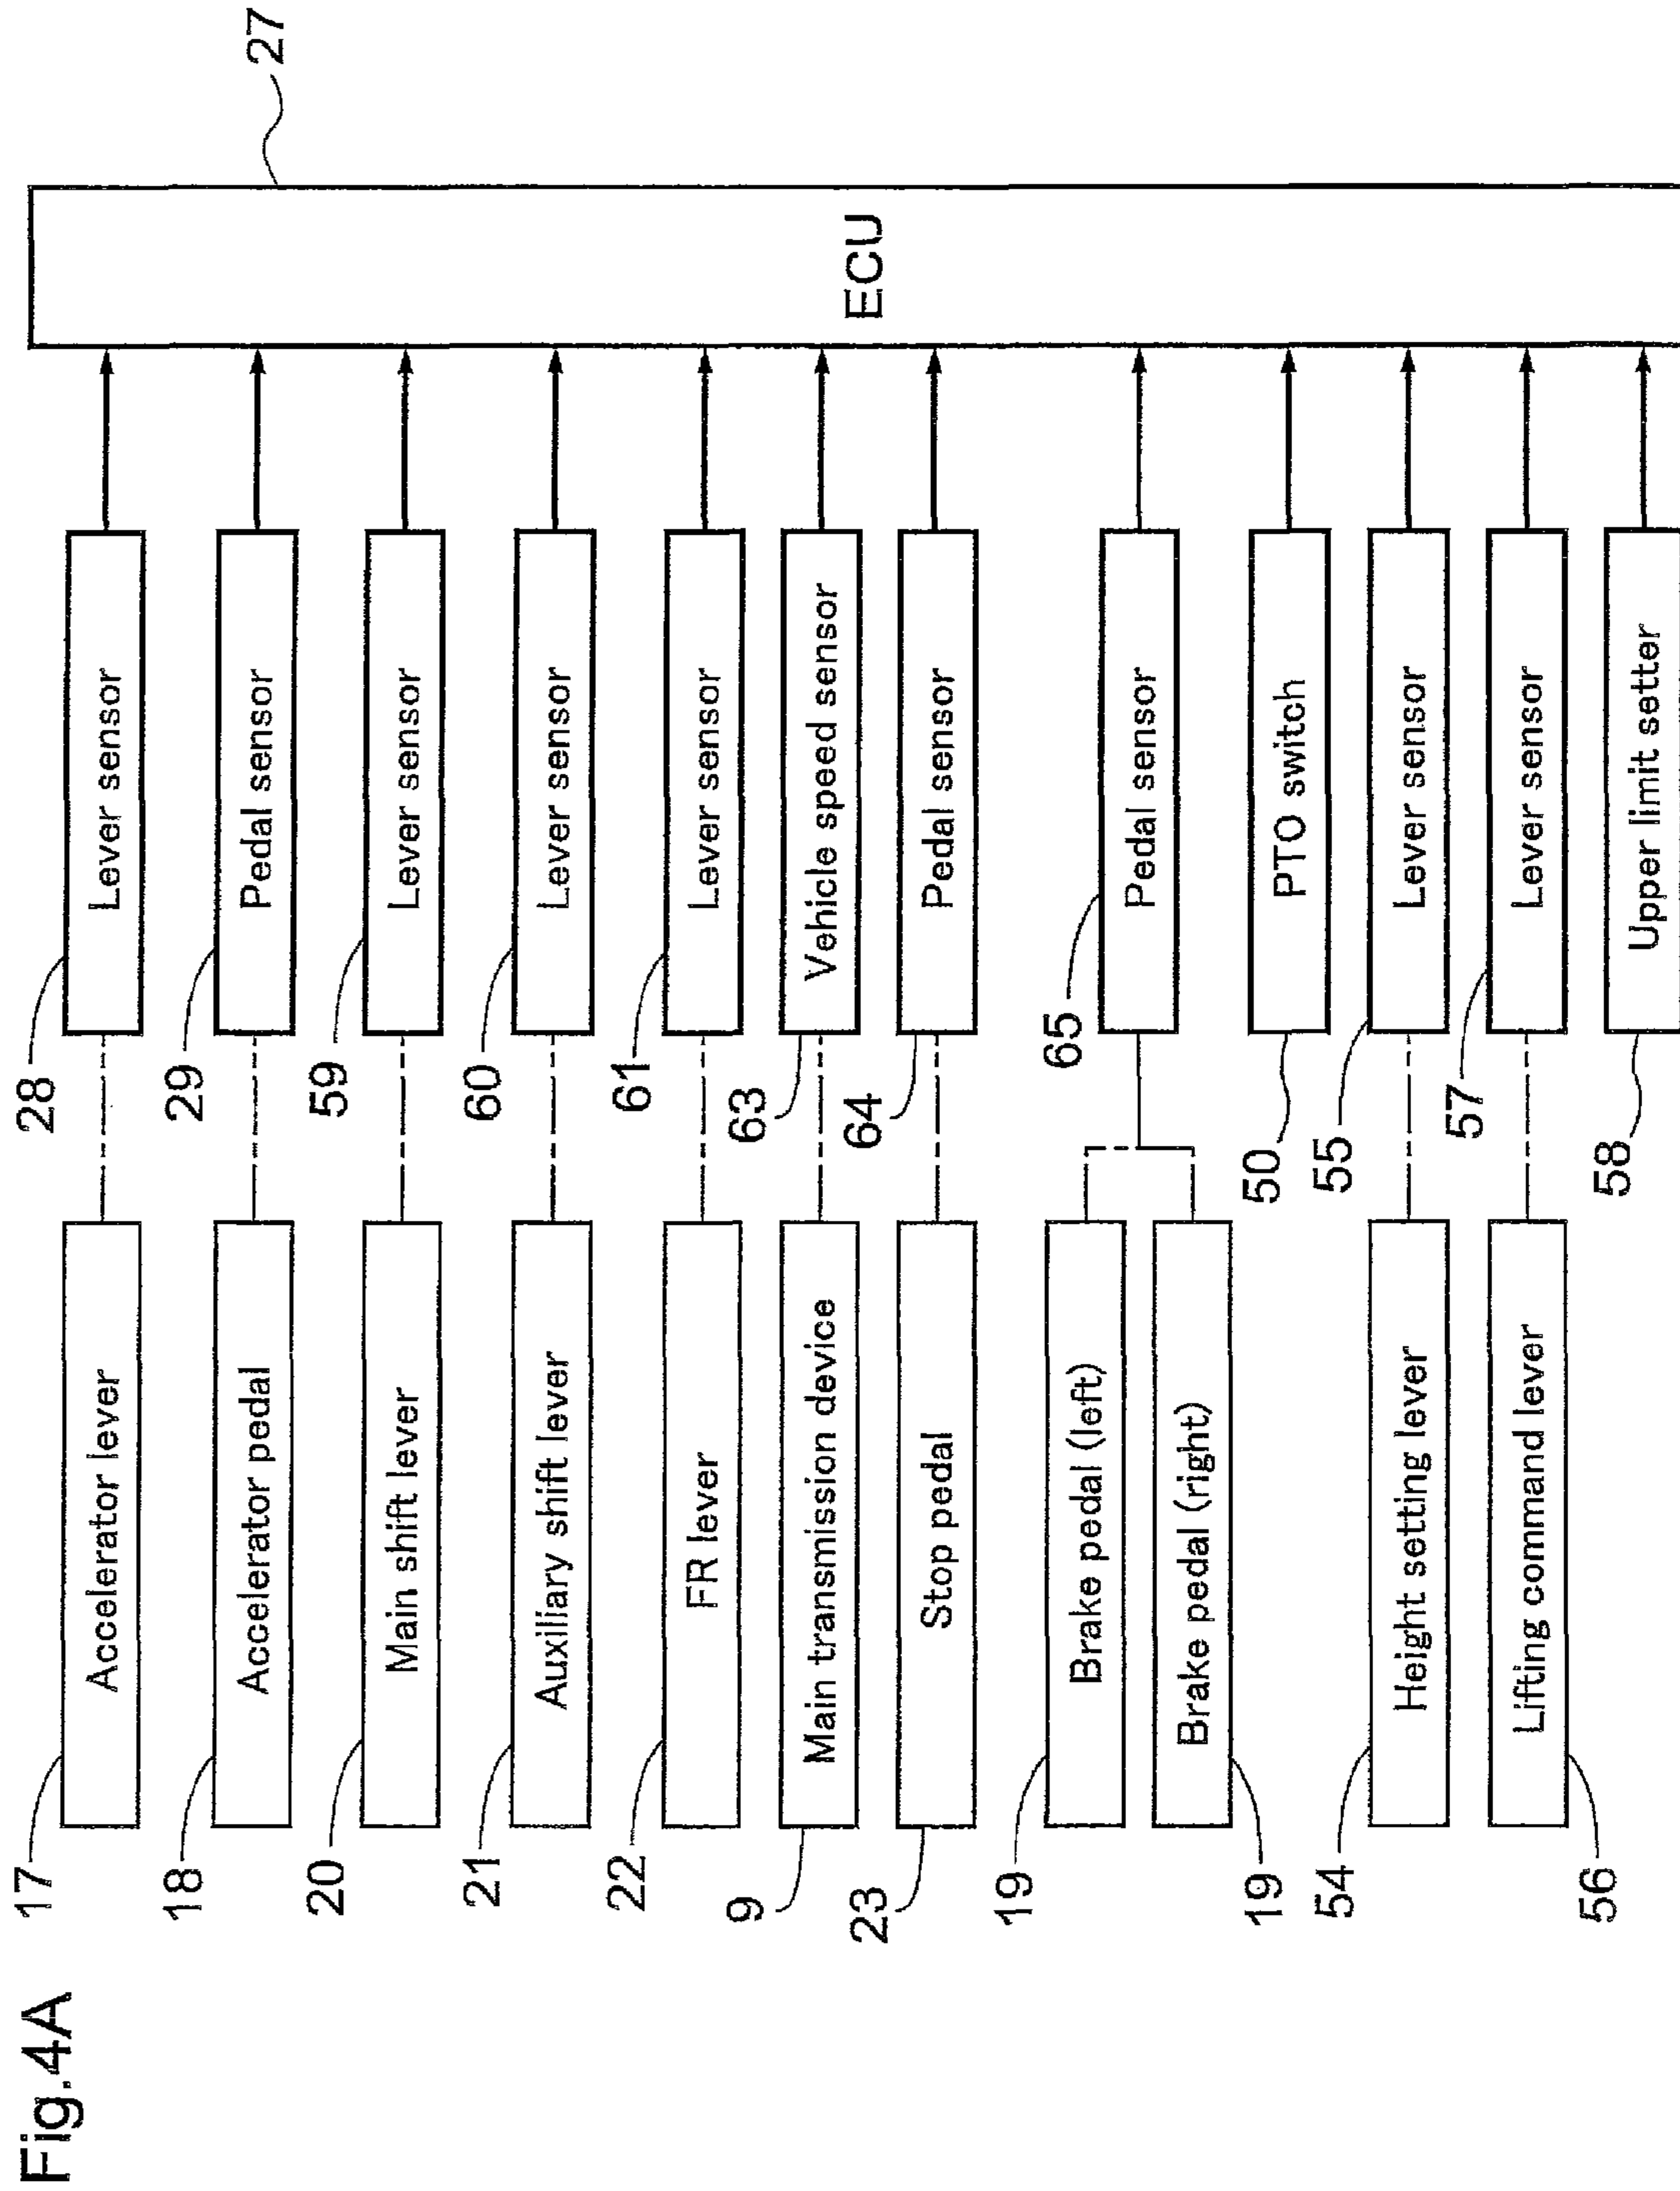 Fig.4A
17
Accelerator lever
28
Lever sensor
18
Accelerator pedal
29
Pedal sensor
20
Main shift lever
59
Lever sensor
21
Auxiliary shift lever
60
Lever sensor
22
FR lever
61
Lever sensor
9
Main transmission device
63
Vehicle speed sensor
23
Stop pedal
64
Pedal sensor
19
Brake pedal (left)
Brake pedal (right)
19
65
Pedal sensor
50
PTO switch
54
Height setting lever
55
Lever sensor
Lifting command lever
56
57
Lever sensor
58
Upper limit setter
ECU
27